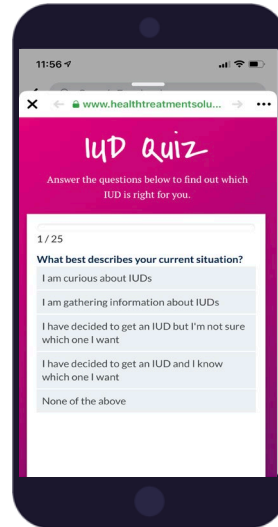 11:56
www.healthtreatmentsolu...
IUD Quiz
Answer the questions below to find out which
IUD is right for you.
1 / 25
What best describes your current situation?
I am curious about IUDs
I am gathering information about IUDs
I have decided to get an IUD but I'm not sure
which one I want
I have decided to get an IUD and I know
which one I want
None of the above